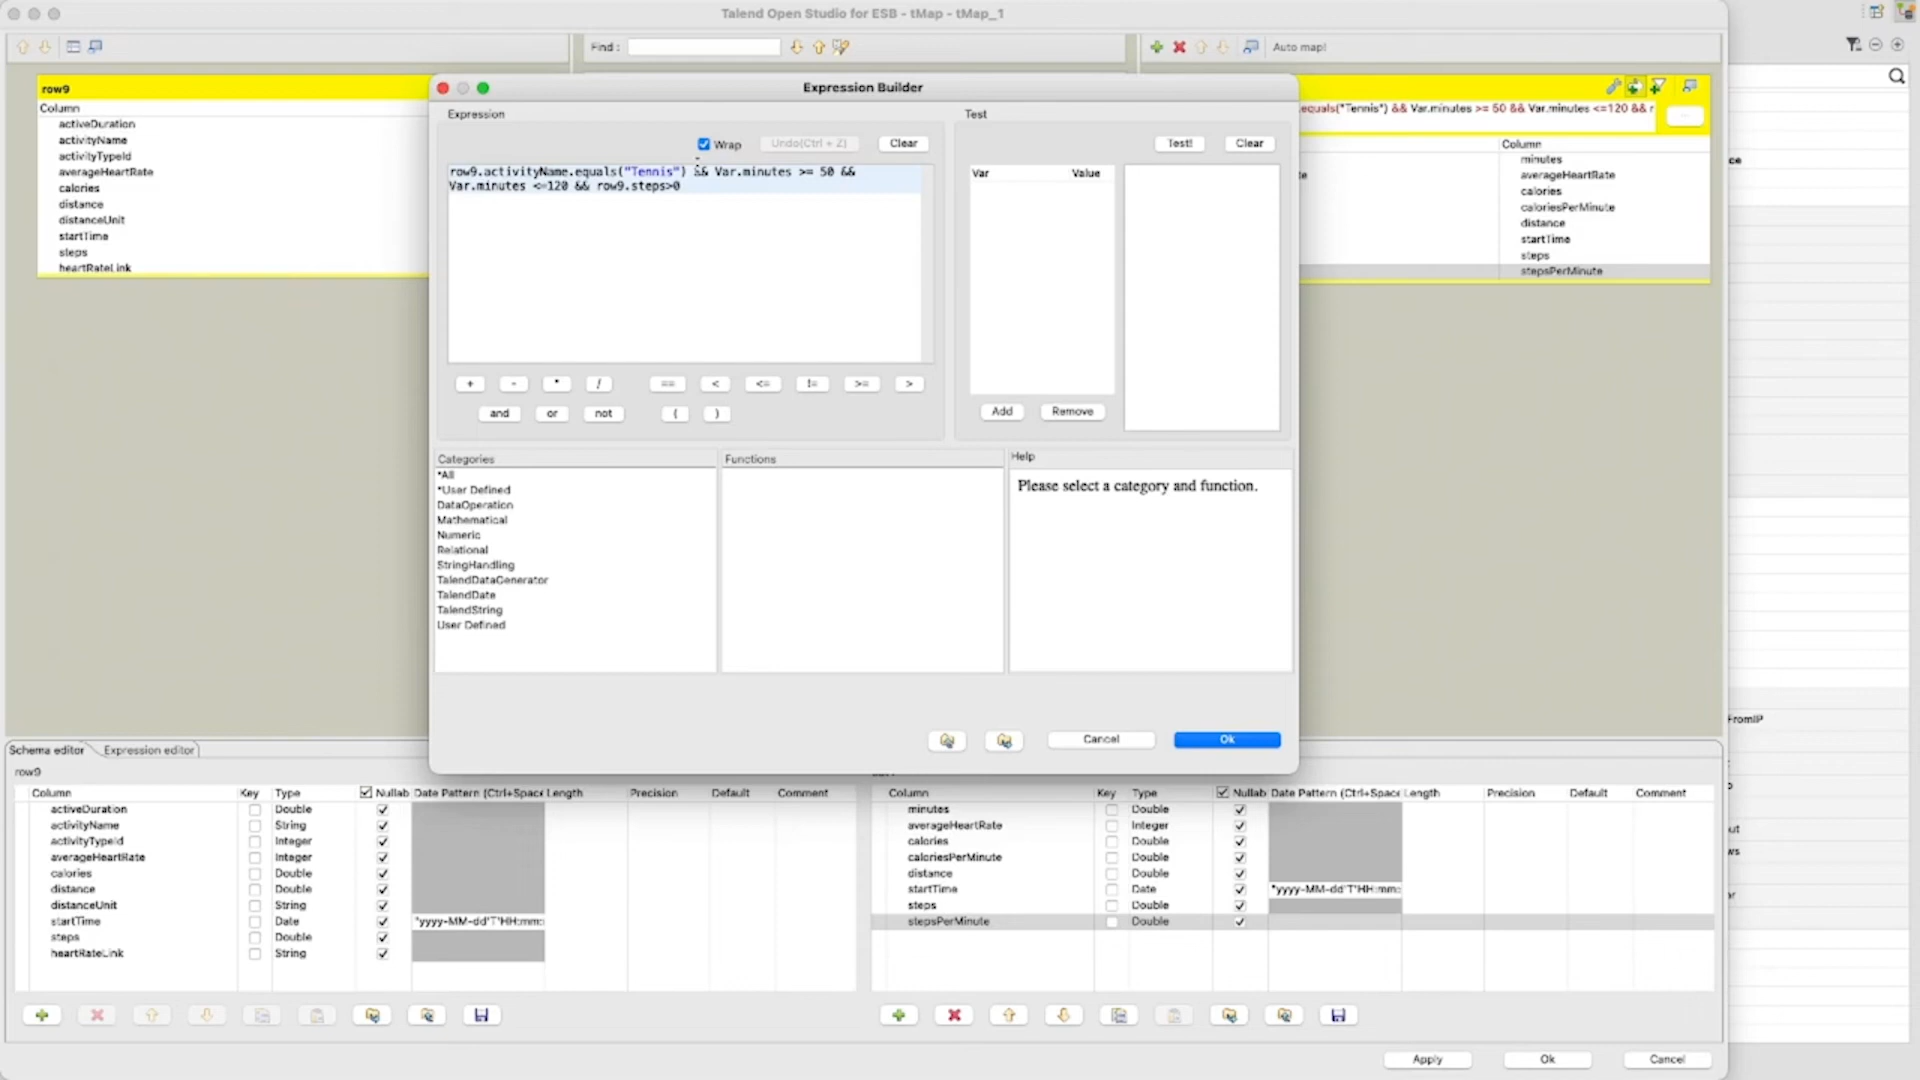 Talend Open Studio for ESB - tMap - tMap_1
Find :
Auto map!
row9
Column
activeDuration
activityName
activityTypeId
averageHeartRate
calories
distance
distanceUnit
startTime
steps
heartRateLink
Expression Builder
Expression
Wrap
Undo(Ctrl + Z)
Clear
row9.activityName.equals("Tennis") && Var.minutes >= 50 &&
Var.minutes <=120 && row9.steps>0
+ - * / == < <= != >= >
and or not ( )
Test
Test!
Clear
Var Value
Add
Remove
Categories
*All
*User Defined
DataOperation
Mathematical
Numeric
Relational
StringHandling
TalendDataGenerator
TalendDate
TalendString
User Defined
Functions
Help
Please select a category and function.
Cancel
Ok
equals("Tennis") && Var.minutes >= 50 && Var.minutes <=120 && r
...
Column
minutes
averageHeartRate
calories
caloriesPerMinute
distance
startTime
steps
stepsPerMinute
FromIP
Schema editor
Expression editor
row9
Column Key Type Nullab Date Pattern (Ctrl+Space Length Precision Default Comment
activeDuration Double
activityName String
activityTypeId Integer
averageHeartRate Integer
calories Double
distance Double
distanceUnit String
startTime Date "yyyy-MM-dd'T'HH:mm:
steps Double
heartRateLink String
Column Key Type Nullab Date Pattern (Ctrl+Space Length Precision Default Comment
minutes Double
averageHeartRate Integer
calories Double
caloriesPerMinute Double
distance Double
startTime Date "yyyy-MM-dd'T'HH:mm:
steps Double
stepsPerMinute Double
Apply
Ok
Cancel